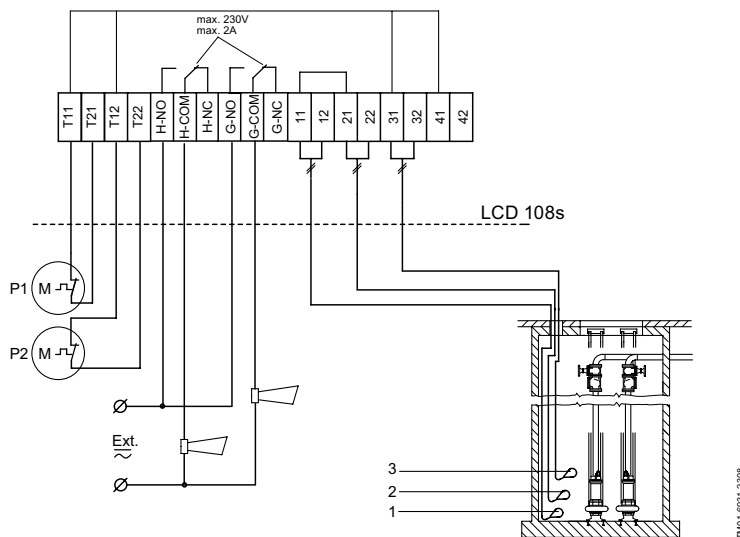 max. 230V
max. 2A
T11
T21
T12
T22
H-NO
H-COM
H-NC
G-NO
G-COM
G-NC
11
12
21
22
31
32
41
42
LCD 108s
P1
M
P2
M
Ext.
3
2
1